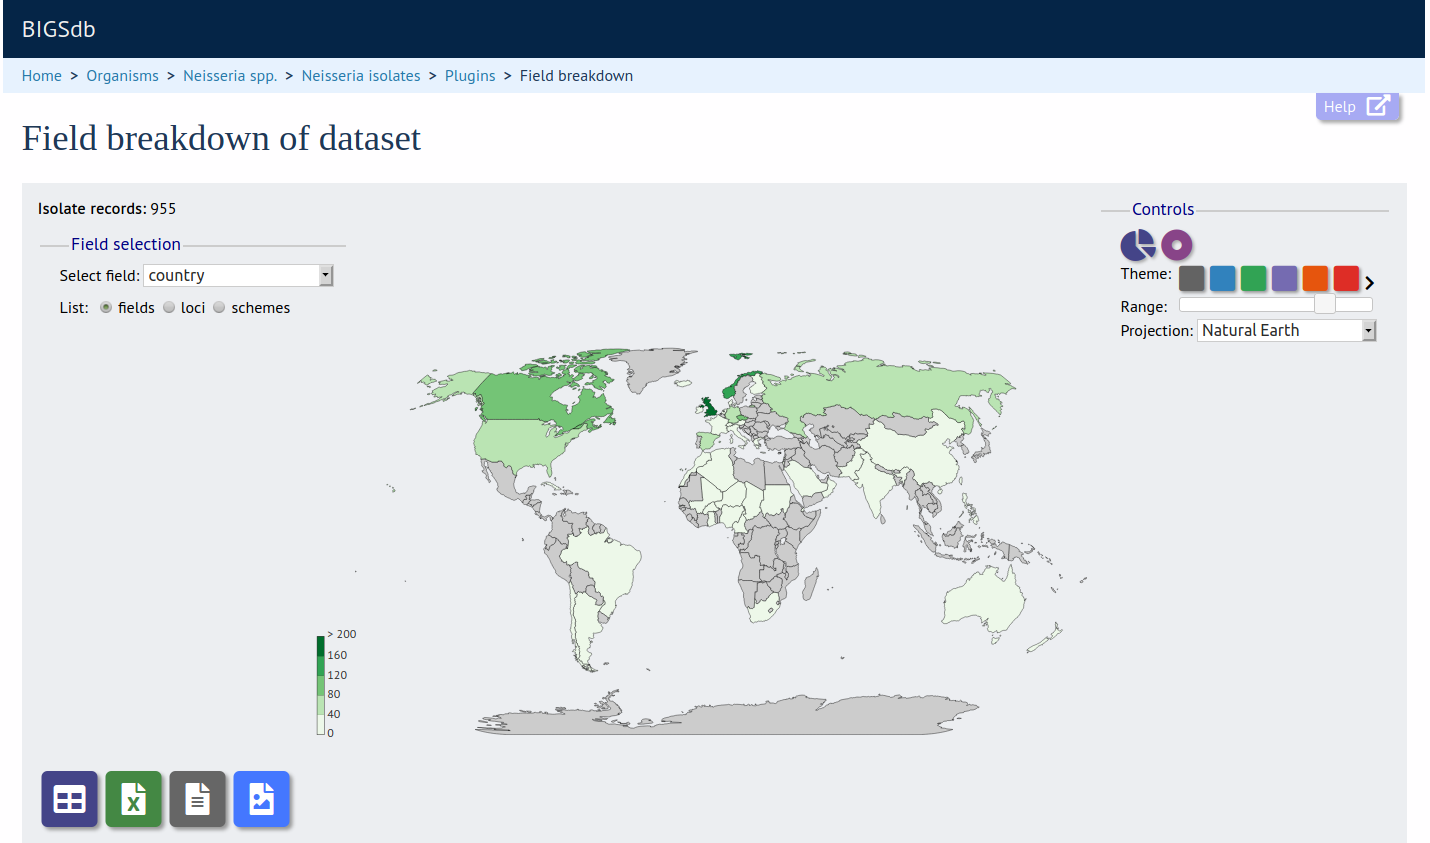 BIGSdb
Home > Organisms > Neisseria spp. > Neisseria isolates > Plugins > Field breakdown
Help
Field breakdown of dataset
Isolate records: 955
Field selection
Select field: country
List: fields loci schemes
Controls
Theme:
Range:
Projection: Natural Earth
> 200
160
120
80
40
0